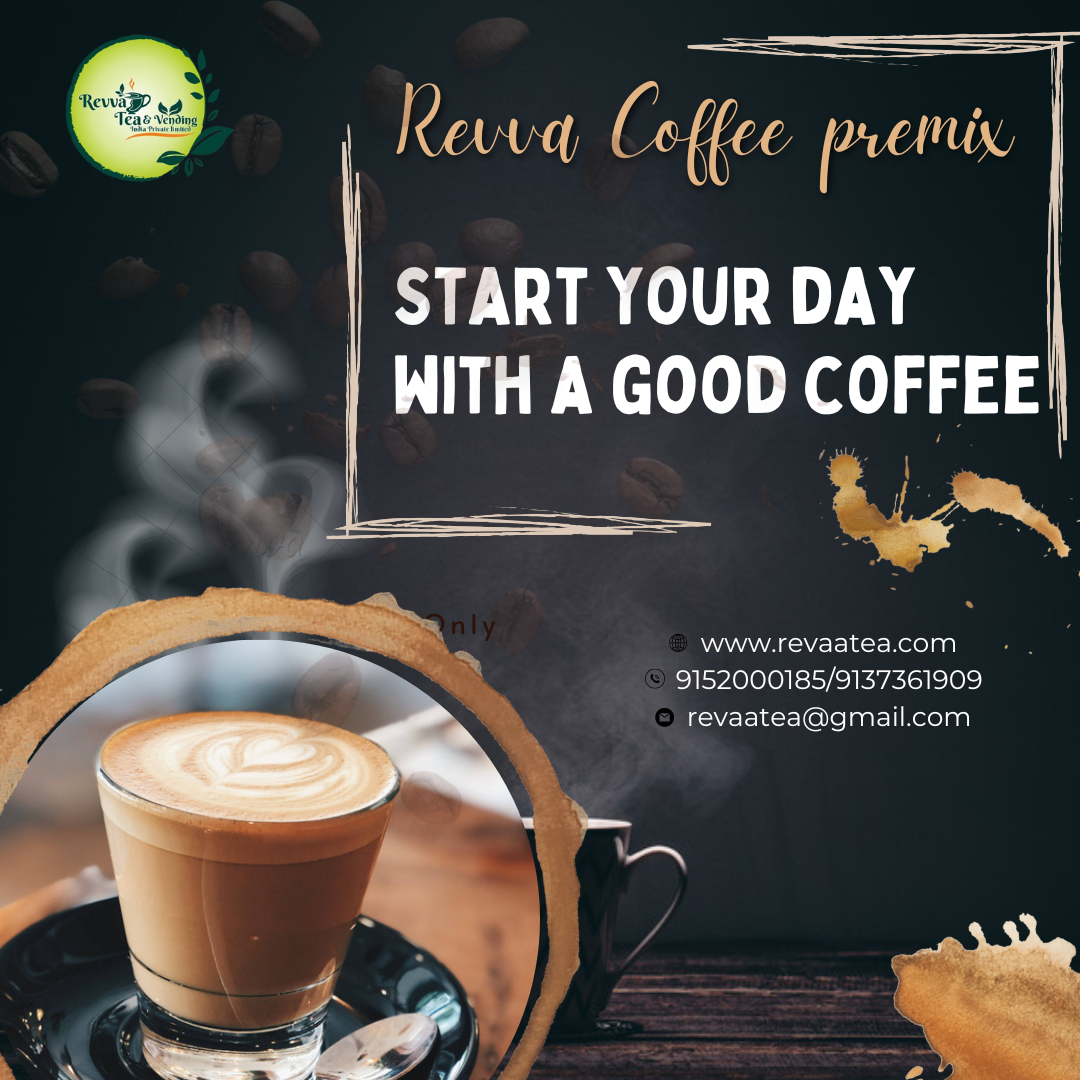 Revva
Tea & Vending
India Private limited
Revva Coffee premix
START YOUR DAY
WITH A GOOD COFFEE
Only
www.revaatea.com
9152000185/9137361909
revaatea@gmail.com